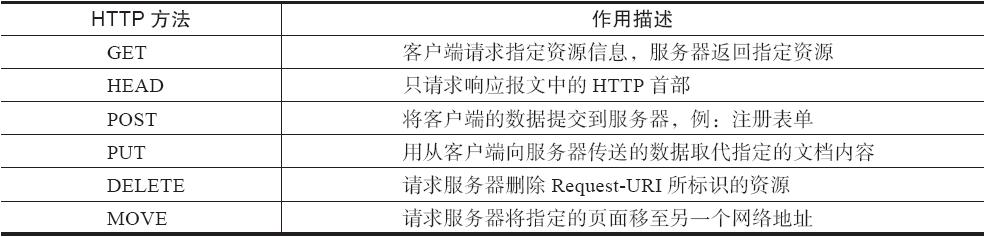 HTTP 方法 作用描述
GET 客户端请求指定资源信息，服务器返回指定资源
HEAD 只请求响应报文中的 HTTP 首部
POST 将客户端的数据提交到服务器，例：注册表单
PUT 用从客户端向服务器传送的数据取代指定的文档内容
DELETE 请求服务器删除 Request-URI 所标识的资源
MOVE 请求服务器将指定的页面移至另一个网络地址